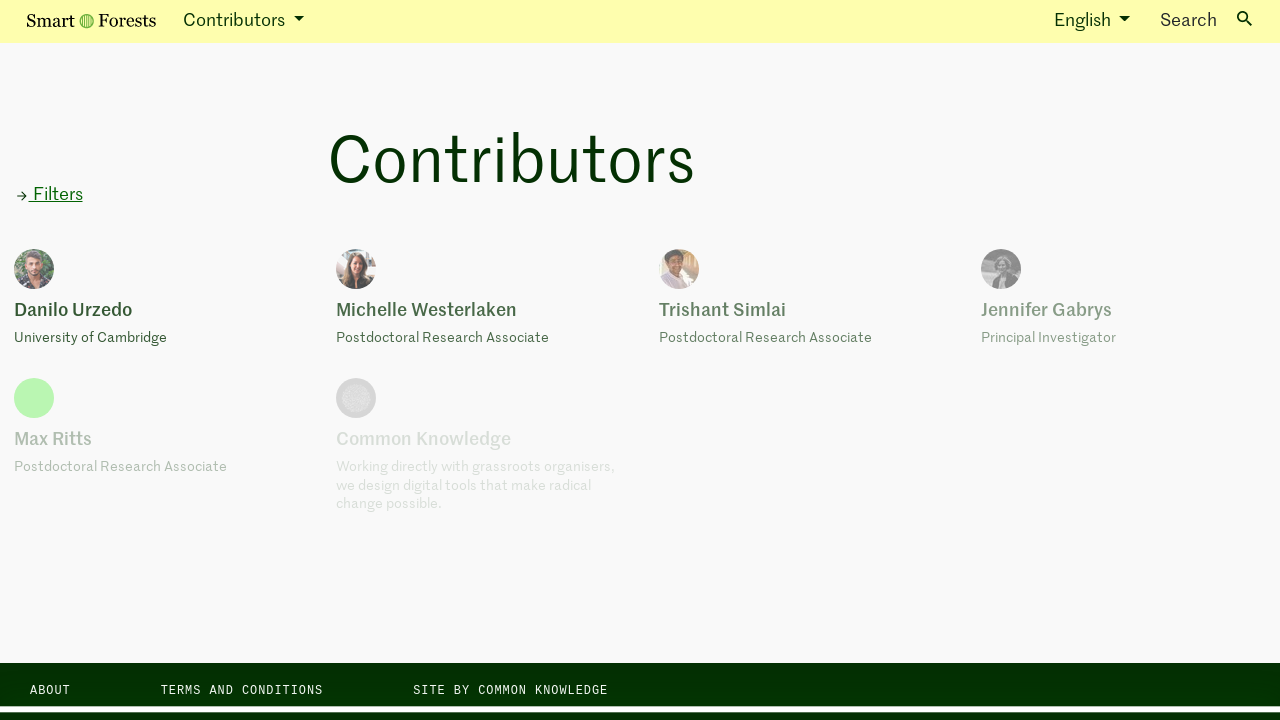 Smart Forests
Contributors
English
Search
Contributors
→ Filters
Danilo Urzedo
University of Cambridge
Michelle Westerlaken
Postdoctoral Research Associate
Trishant Simlai
Postdoctoral Research Associate
Jennifer Gabrys
Principal Investigator
Max Ritts
Postdoctoral Research Associate
Common Knowledge
Working directly with grassroots organisers,
we design digital tools that make radical
change possible.
ABOUT
TERMS AND CONDITIONS
SITE BY COMMON KNOWLEDGE